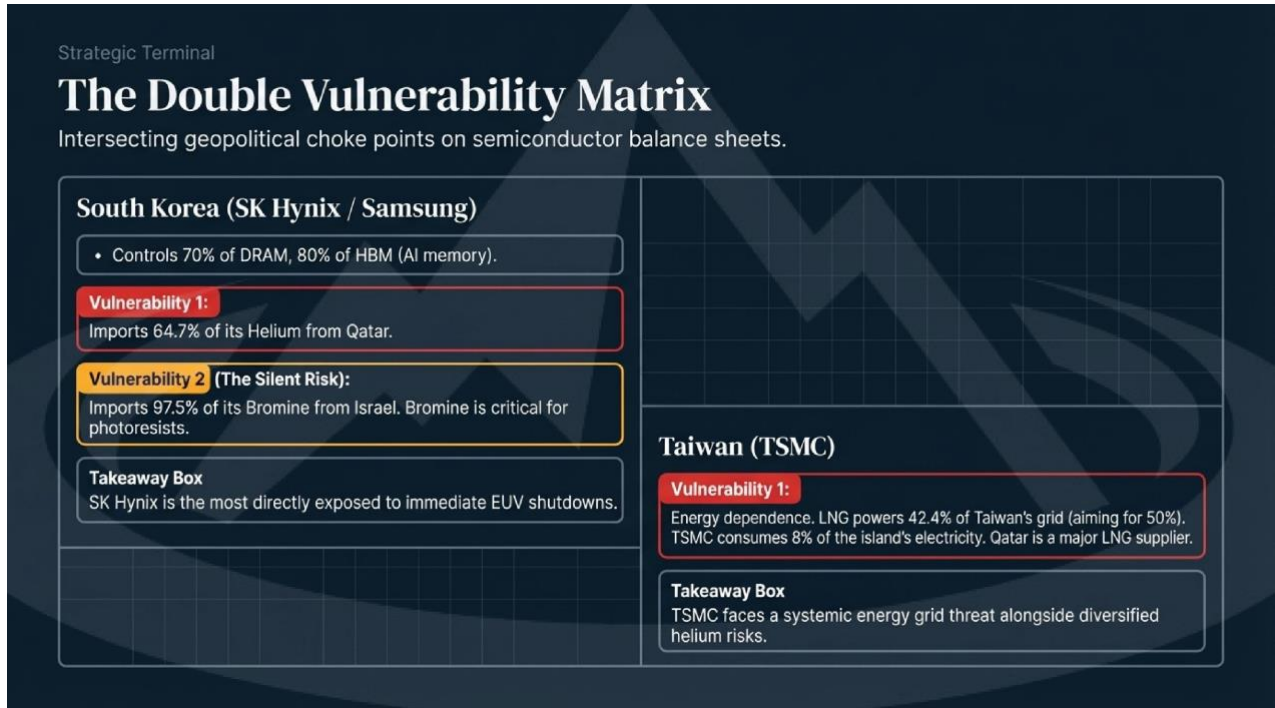 Strategic Terminal
The Double Vulnerability Matrix
Intersecting geopolitical choke points on semiconductor balance sheets.
South Korea (SK Hynix / Samsung)
• Controls 70% of DRAM, 80% of HBM (AI memory).
Vulnerability 1:
Imports 64.7% of its Helium from Qatar.
Vulnerability 2 (The Silent Risk):
Imports 97.5% of its Bromine from Israel. Bromine is critical for
photoresists.
Takeaway Box
SK Hynix is the most directly exposed to immediate EUV shutdowns.
Taiwan (TSMC)
Vulnerability 1:
Energy dependence. LNG powers 42.4% of Taiwan's grid (aiming for 50%).
TSMC consumes 8% of the island's electricity. Qatar is a major LNG supplier.
Takeaway Box
TSMC faces a systemic energy grid threat alongside diversified
helium risks.